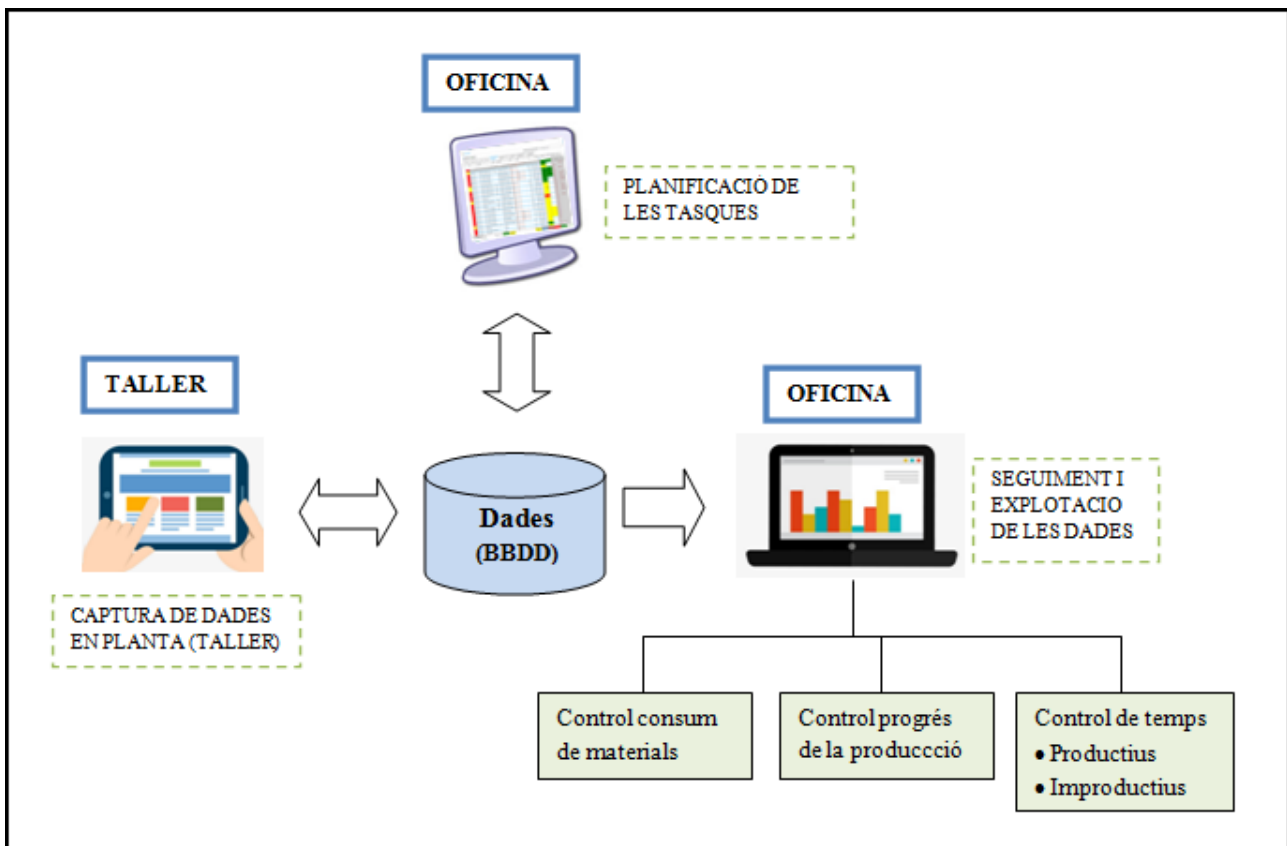 OFICINA
PLANIFICACIÓ DE
LES TASQUES
TALLER
OFICINA
Dades
(BBDD)
SEGUIMENT I
EXPLOTACIO
DE LES DADES
CAPTURA DE DADES
EN PLANTA (TALLER)
Control consum
de materials
Control progrés
de la produccció
Control de temps
• Productius
• Improductius